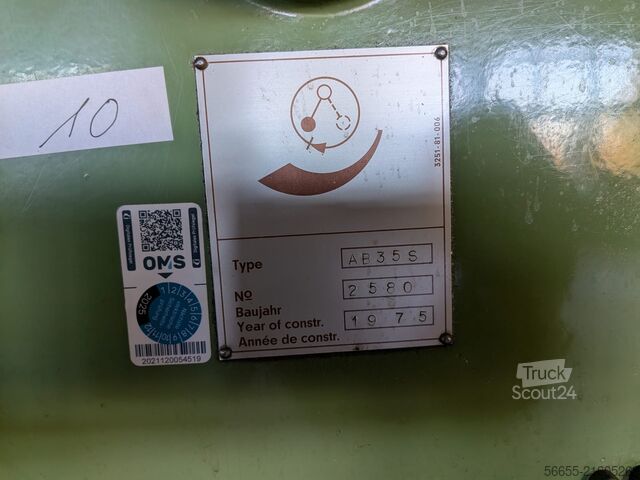 10
3251-81-006
OMS
2025
2021120054519
Type AB35S
No 2580
Baujahr
Year of constr. 1975
Année de constr.
Truck
Scout24